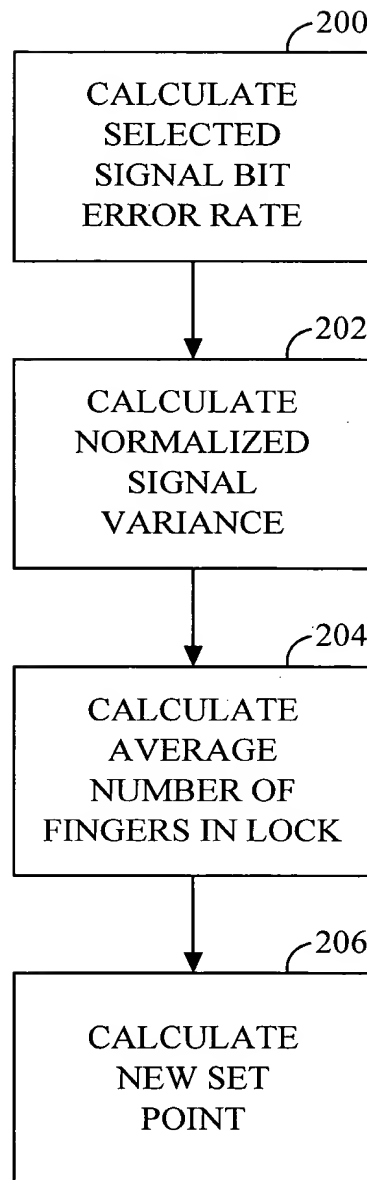 200
CALCULATE
SELECTED
SIGNAL BIT
ERROR RATE
202
CALCULATE
NORMALIZED
SIGNAL
VARIANCE
204
CALCULATE
AVERAGE
NUMBER OF
FINGERS IN LOCK
206
CALCULATE
NEW SET
POINT